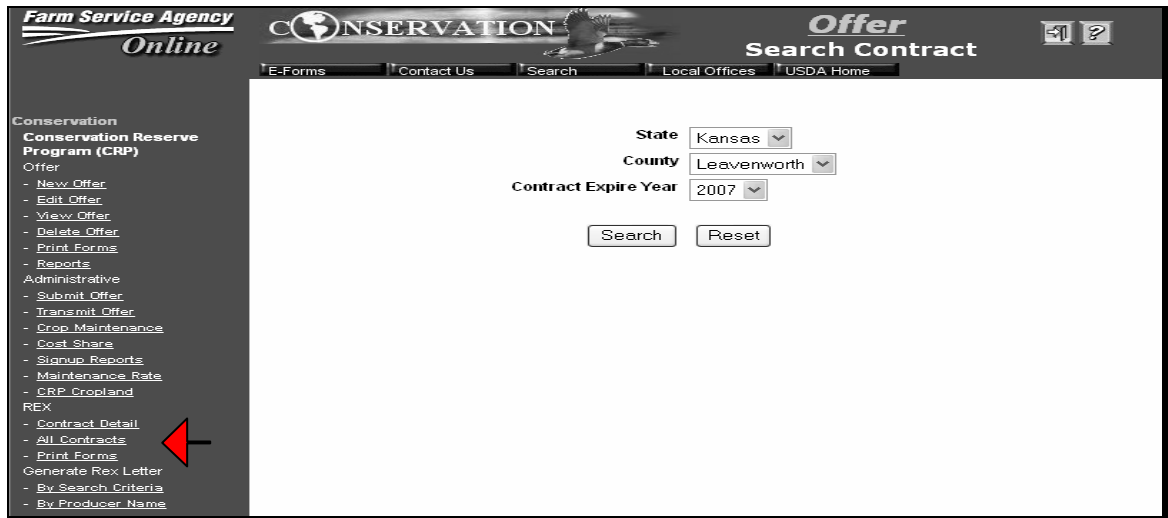 Farm Service Agency
Online
CONSERVATION
Offer
Search Contract
E-Forms Contact Us Search Local Offices USDA Home
Conservation
Conservation Reserve
Program (CRP)
Offer
- New Offer
- Edit Offer
- View Offer
- Delete Offer
- Print Forms
- Reports
Administrative
- Submit Offer
- Transmit Offer
- Crop Maintenance
- Cost Share
- Signup Reports
- Maintenance Rate
- CRP Cropland
REX
- Contract Detail
- All Contracts
- Print Forms
Generate Rex Letter
- By Search Criteria
- By Producer Name
State Kansas
County Leavenworth
Contract Expire Year 2007
Search Reset